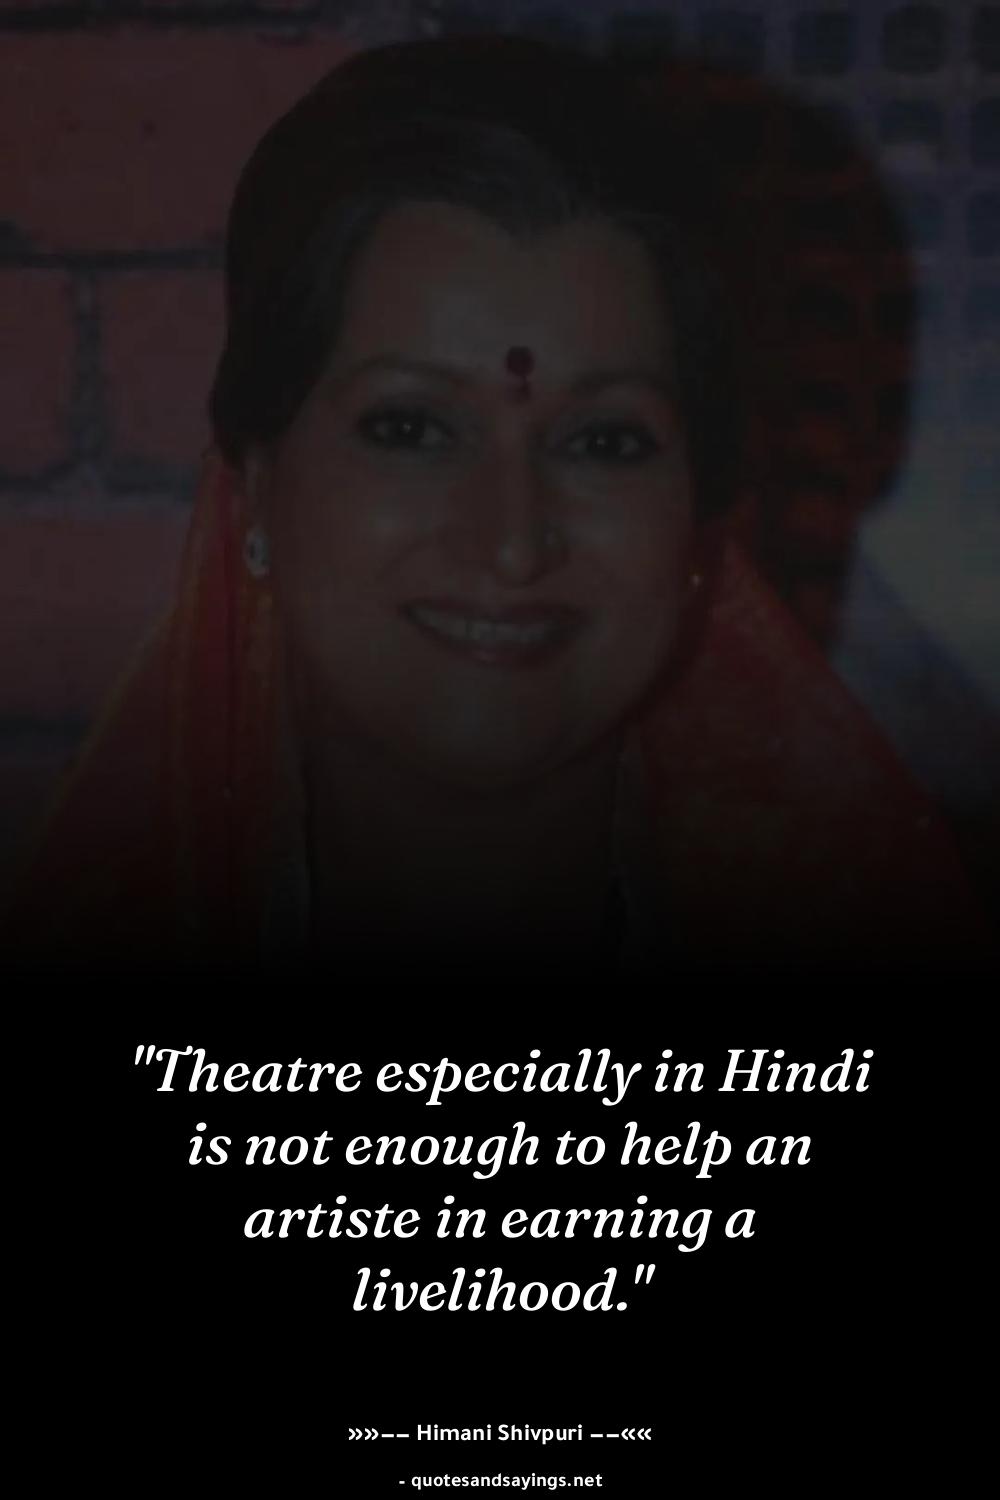 "Theatre especially in Hindi
is not enough to help an
artiste in earning a
livelihood."
»»–– Himani Shivpuri ––««
- quotesandsayings.net